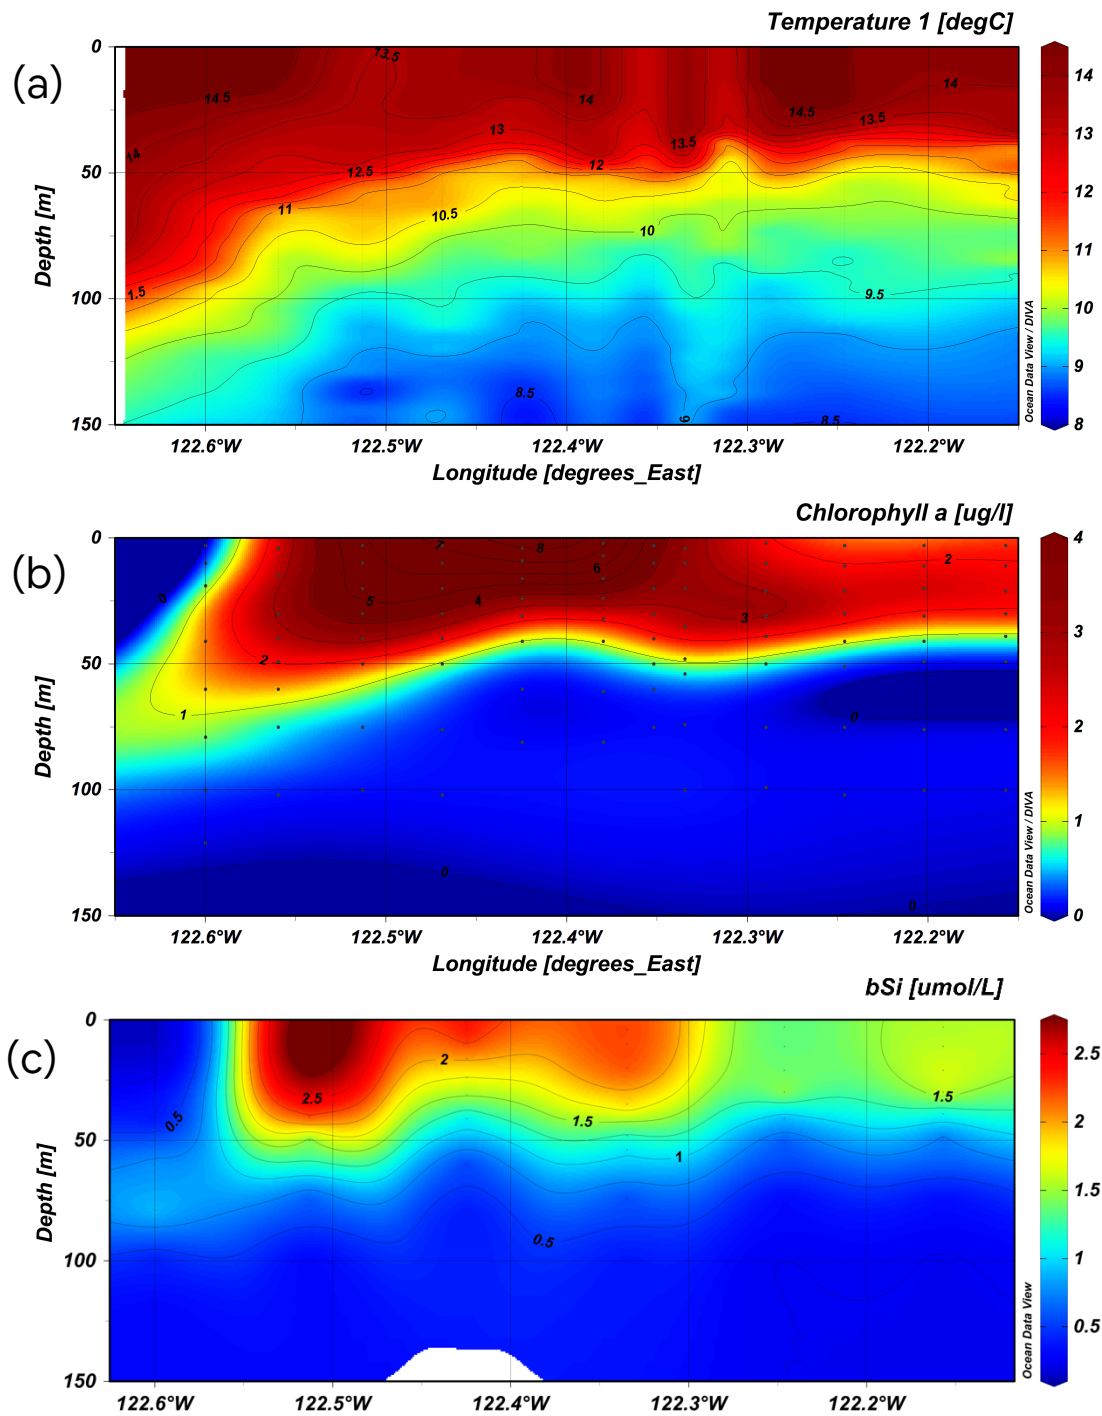 Temperature 1 [degC]
(a)
0
50
100
150
Depth [m]
13.5
14.5
14
13
14
14.5
13.5
14
13.5
12.5
12
14
11
10.5
10
1.5
9.5
8.5
9
8.5
14
13
12
11
10
9
8
Ocean Data View / DIVA
122.6°W
122.5°W
122.4°W
122.3°W
122.2°W
Longitude [degrees_East]
Chlorophyll a [ug/l]
(b)
0
50
100
150
Depth [m]
7
8
6
2
0
5
4
3
2
1
0
0
0
4
3
2
1
0
Ocean Data View / DIVA
122.6°W
122.5°W
122.4°W
122.3°W
122.2°W
Longitude [degrees_East]
bSi [umol/L]
(c)
0
50
100
150
Depth [m]
2
2.5
1.5
1.5
0.5
1
0.5
2.5
2
1.5
1
0.5
Ocean Data View
122.6°W
122.5°W
122.4°W
122.3°W
122.2°W